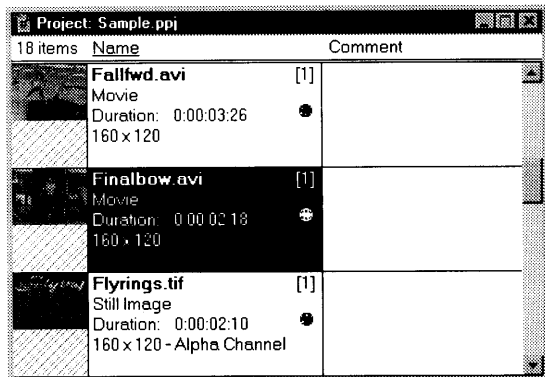 Project: Sample.ppj
18 items Name Comment
Fallfwd.avi [1]
Movie
Duration: 0:00:03:26
160 x 120
Finalbow.avi [1]
Movie
Duration: 0:00:02:18
160 x 120
Flyrings.tif [1]
Still Image
Duration: 0:00:02:10
160 x 120 - Alpha Channel